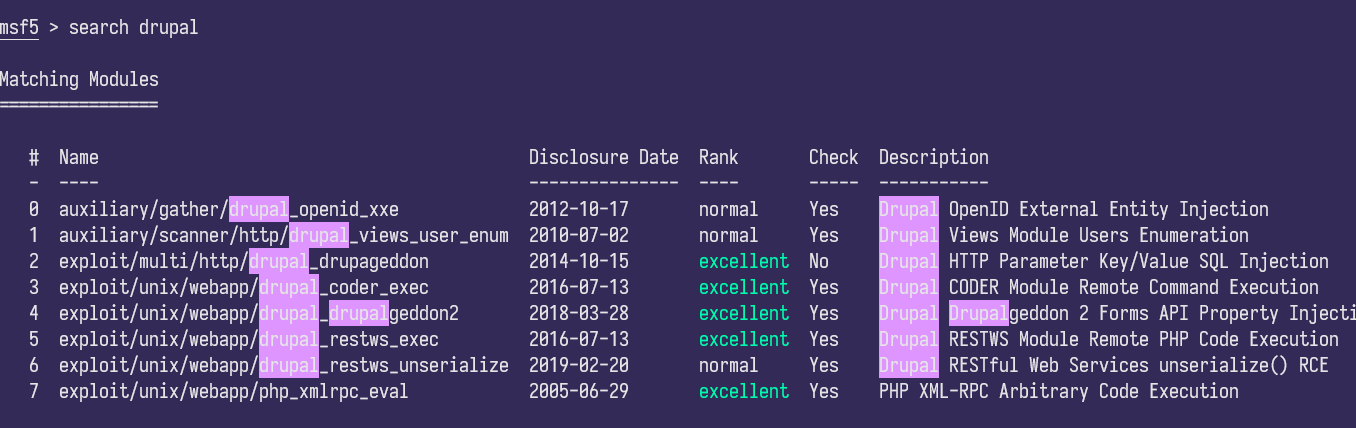 msf5 > search drupal
Matching Modules
================
# Name Disclosure Date Rank Check Description
- ---- --------------- ---- ----- -----------
0 auxiliary/gather/drupal_openid_xxe 2012-10-17 normal Yes Drupal OpenID External Entity Injection
1 auxiliary/scanner/http/drupal_views_user_enum 2010-07-02 normal Yes Drupal Views Module Users Enumeration
2 exploit/multi/http/drupal_drupageddon 2014-10-15 excellent No Drupal HTTP Parameter Key/Value SQL Injection
3 exploit/unix/webapp/drupal_coder_exec 2016-07-13 excellent Yes Drupal CODER Module Remote Command Execution
4 exploit/unix/webapp/drupal_drupalgeddon2 2018-03-28 excellent Yes Drupal Drupalgeddon 2 Forms API Property Injecti
5 exploit/unix/webapp/drupal_restws_exec 2016-07-13 excellent Yes Drupal RESTWS Module Remote PHP Code Execution
6 exploit/unix/webapp/drupal_restws_unserialize 2019-02-20 normal Yes Drupal RESTful Web Services unserialize() RCE
7 exploit/unix/webapp/php_xmlrpc_eval 2005-06-29 excellent Yes PHP XML-RPC Arbitrary Code Execution